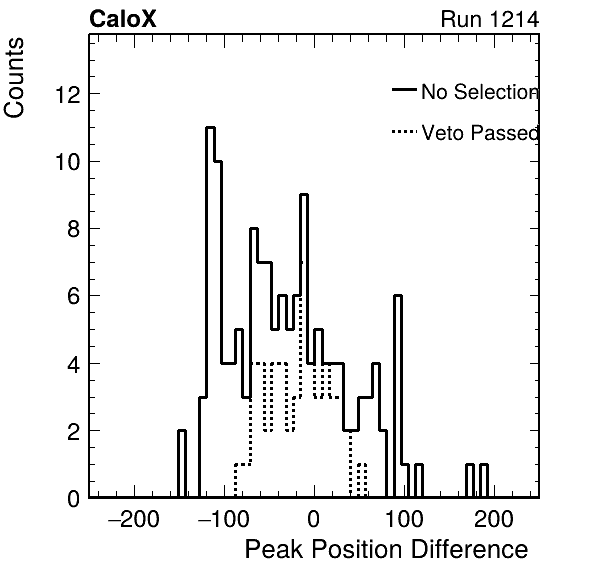 CaloX Run 1214
Counts
No Selection
Veto Passed
12
10
8
6
4
2
0
−200 −100 0 100 200
Peak Position Difference